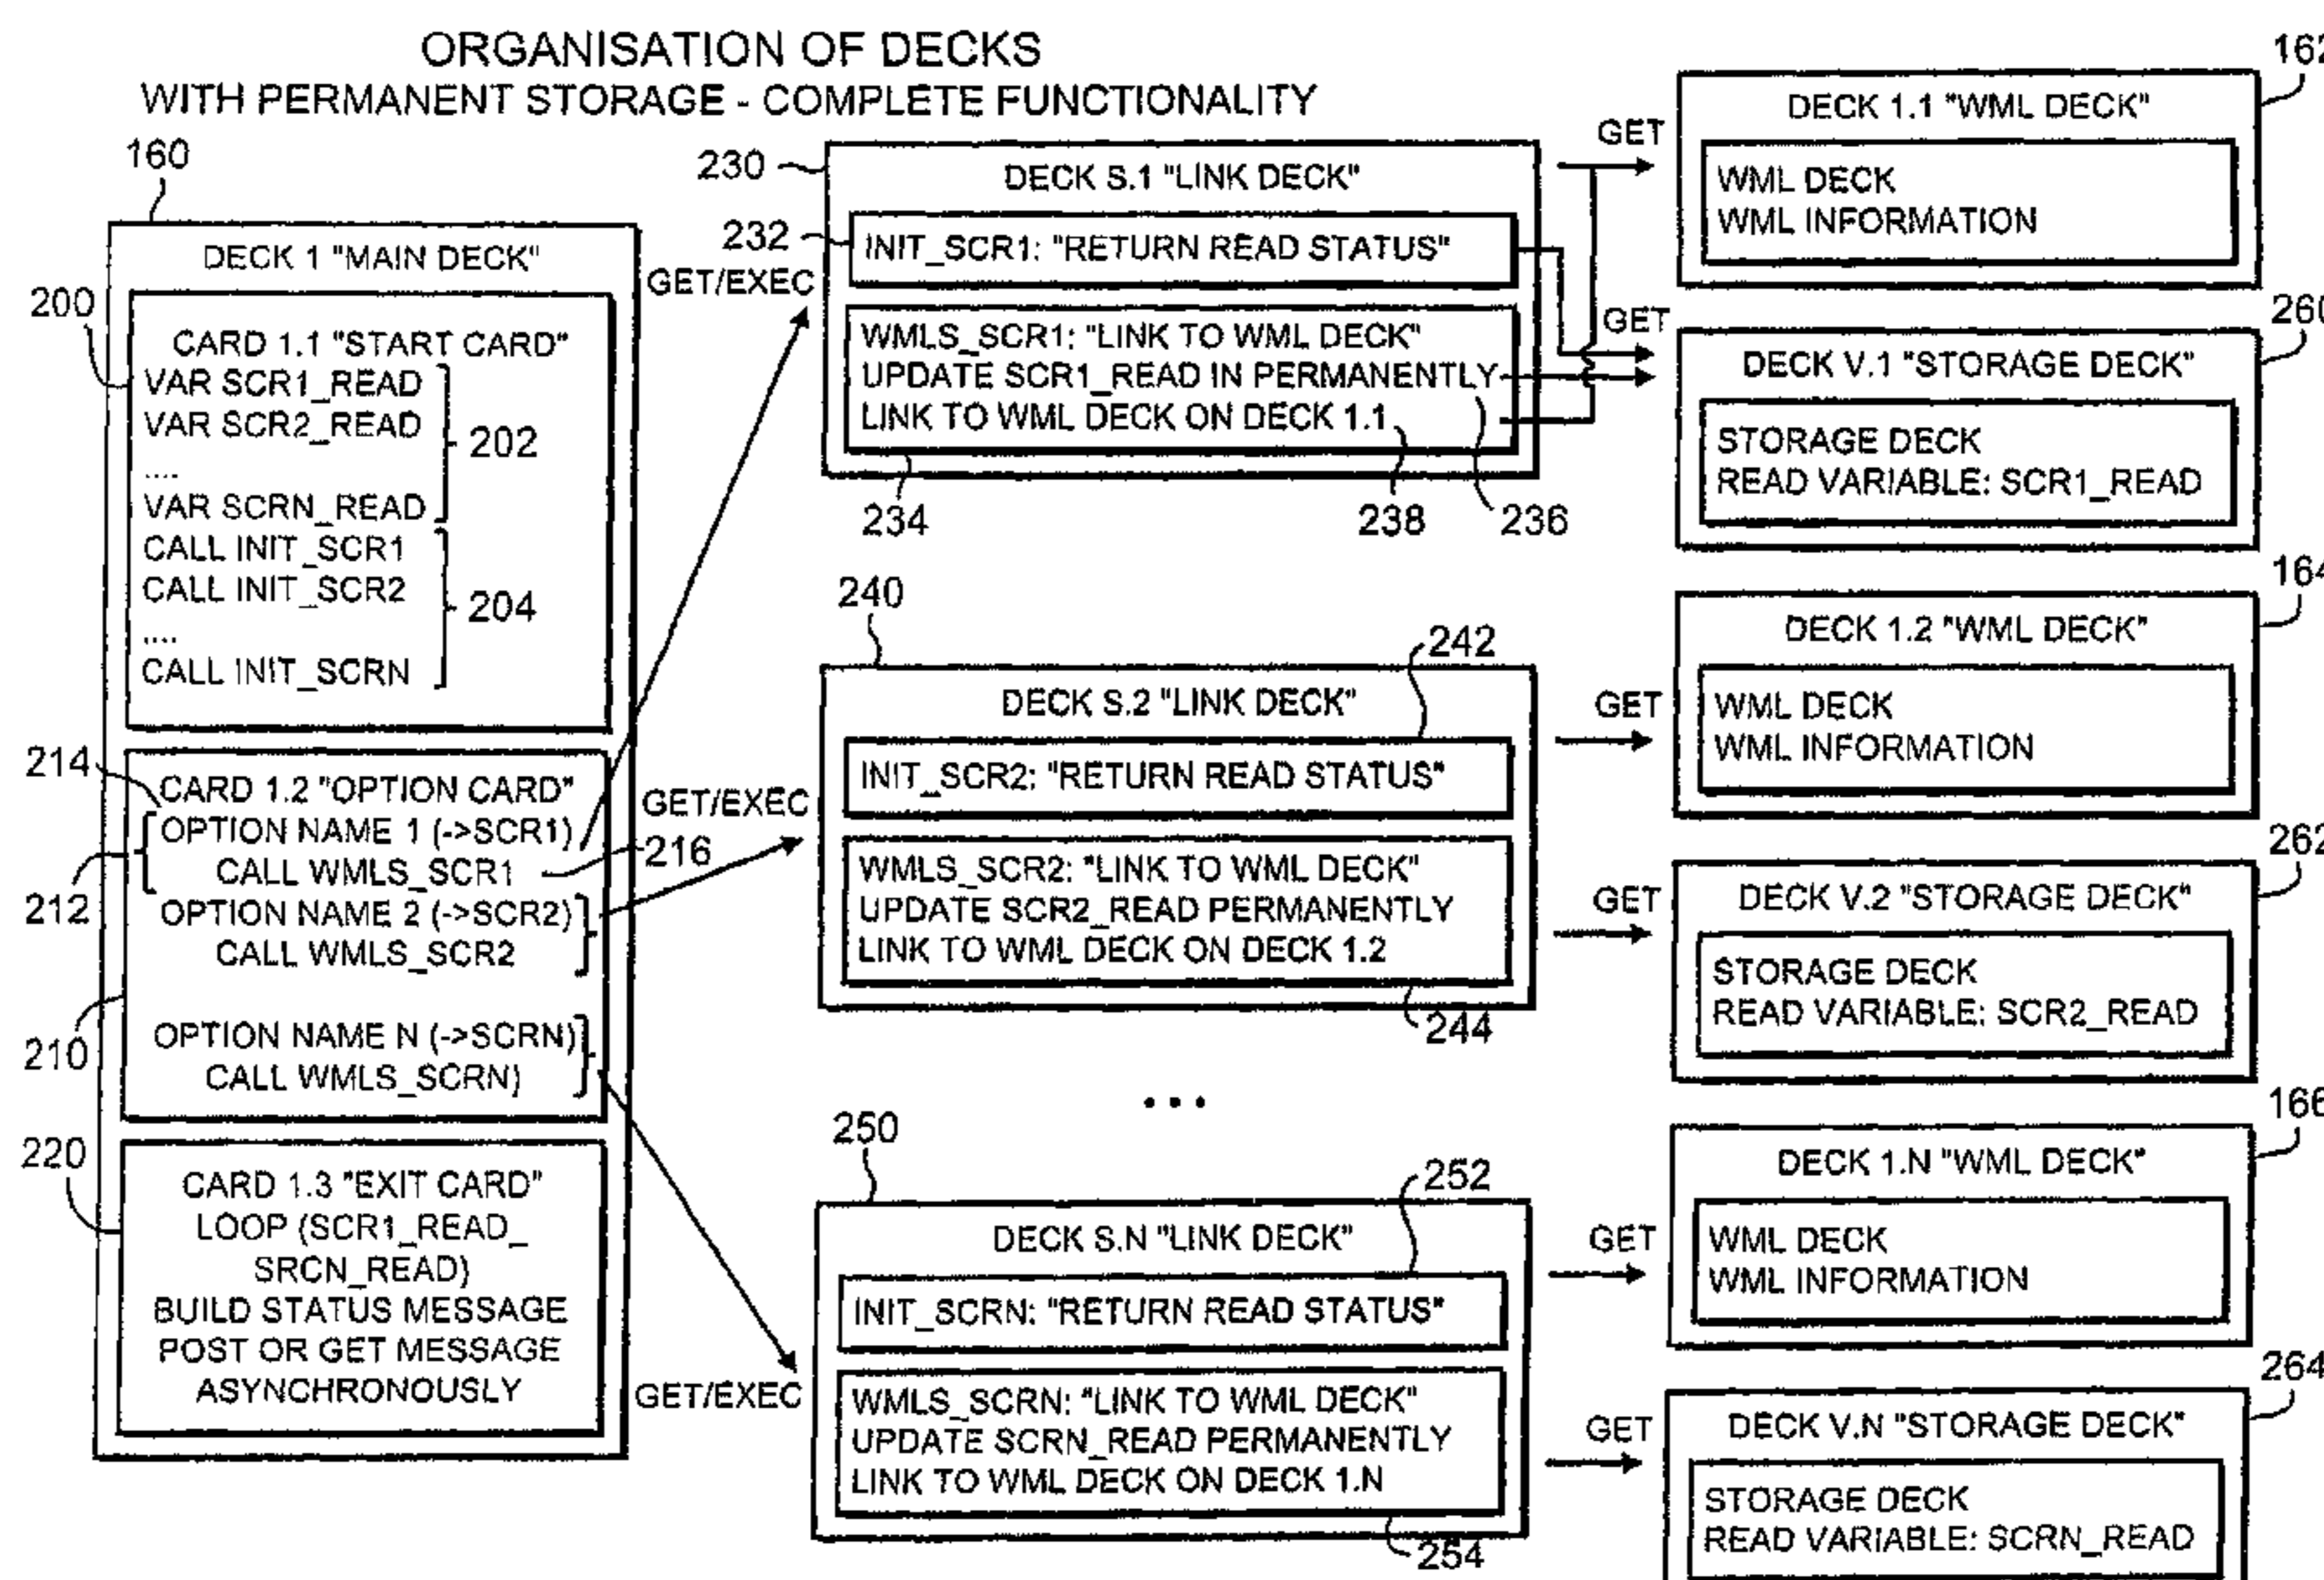 ORGANISATION OF DECKS
WITH PERMANENT STORAGE - COMPLETE FUNCTIONALITY
160
DECK 1 "MAIN DECK"
200
CARD 1.1 "START CARD"
VAR SCR1_READ
VAR SCR2_READ
....
VAR SCRN_READ
202
CALL INIT_SCR1
CALL INIT_SCR2
....
CALL INIT_SCRN
204
214
CARD 1.2 "OPTION CARD"
OPTION NAME 1 (->SCR1)
CALL WMLS_SCR1
216
212
OPTION NAME 2 (->SCR2)
CALL WMLS_SCR2
210
OPTION NAME N (->SCRN)
CALL WMLS_SCRN)
220
CARD 1.3 "EXIT CARD"
LOOP (SCR1_READ_
SRCN_READ)
BUILD STATUS MESSAGE
POST OR GET MESSAGE
ASYNCHRONOUSLY
GET/EXEC
230
DECK S.1 "LINK DECK"
232
INIT_SCR1: "RETURN READ STATUS"
WMLS_SCR1: "LINK TO WML DECK"
UPDATE SCR1_READ IN PERMANENTLY
LINK TO WML DECK ON DECK 1.1
234
238
236
GET/EXEC
240
DECK S.2 "LINK DECK"
242
INIT_SCR2: "RETURN READ STATUS"
WMLS_SCR2: "LINK TO WML DECK"
UPDATE SCR2_READ PERMANENTLY
LINK TO WML DECK ON DECK 1.2
244
...
GET/EXEC
250
DECK S.N "LINK DECK"
252
INIT_SCRN: "RETURN READ STATUS"
WMLS_SCRN: "LINK TO WML DECK"
UPDATE SCRN_READ PERMANENTLY
LINK TO WML DECK ON DECK 1.N
254
GET
162
DECK 1.1 "WML DECK"
WML DECK
WML INFORMATION
GET
260
DECK V.1 "STORAGE DECK"
STORAGE DECK
READ VARIABLE: SCR1_READ
GET
164
DECK 1.2 "WML DECK"
WML DECK
WML INFORMATION
GET
262
DECK V.2 "STORAGE DECK"
STORAGE DECK
READ VARIABLE: SCR2_READ
GET
166
DECK 1.N "WML DECK"
WML DECK
WML INFORMATION
GET
264
DECK V.N "STORAGE DECK"
STORAGE DECK
READ VARIABLE: SCRN_READ